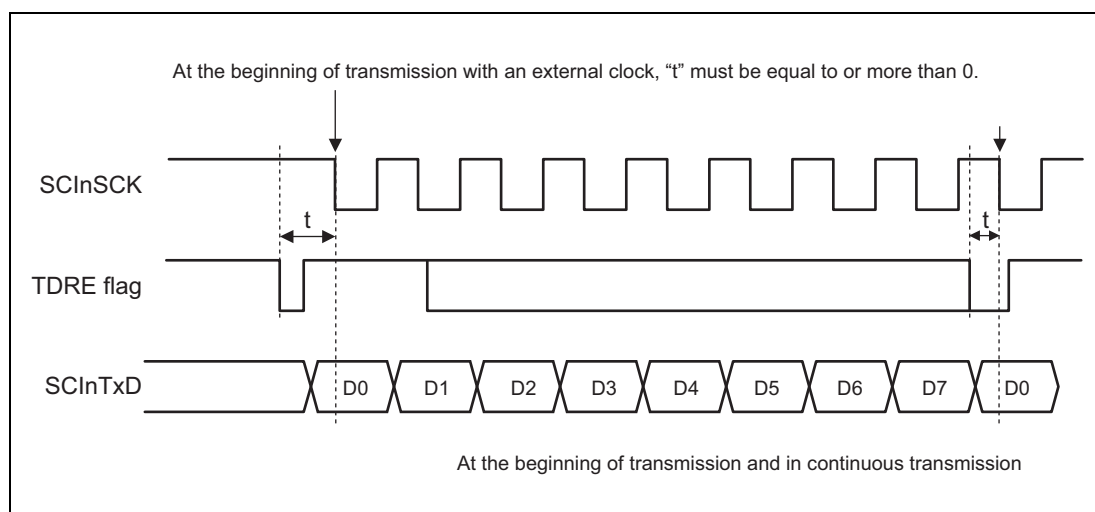 At the beginning of transmission with an external clock, “t” must be equal to or more than 0.
SCInSCK
t
t
TDRE flag
SCInTxD
D0 D1 D2 D3 D4 D5 D6 D7 D0
At the beginning of transmission and in continuous transmission